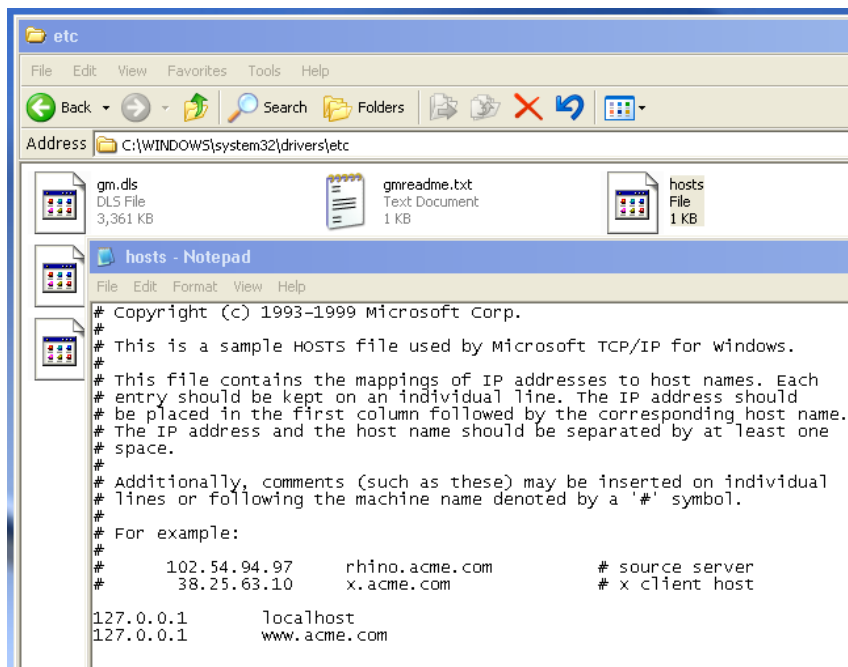 etc
File Edit View Favorites Tools Help
Back Search Folders
Address C:\WINDOWS\system32\drivers\etc
gm.dls
DLS File
3,361 KB
gmreadme.txt
Text Document
1 KB
hosts
File
1 KB
hosts - Notepad
File Edit Format View Help
# Copyright (c) 1993-1999 Microsoft Corp.
#
# This is a sample HOSTS file used by Microsoft TCP/IP for Windows.
#
# This file contains the mappings of IP addresses to host names. Each
# entry should be kept on an individual line. The IP address should
# be placed in the first column followed by the corresponding host name.
# The IP address and the host name should be separated by at least one
# space.
#
# Additionally, comments (such as these) may be inserted on individual
# lines or following the machine name denoted by a '#' symbol.
#
# For example:
#
# 102.54.94.97 rhino.acme.com # source server
# 38.25.63.10 x.acme.com # x client host
127.0.0.1 localhost
127.0.0.1 www.acme.com